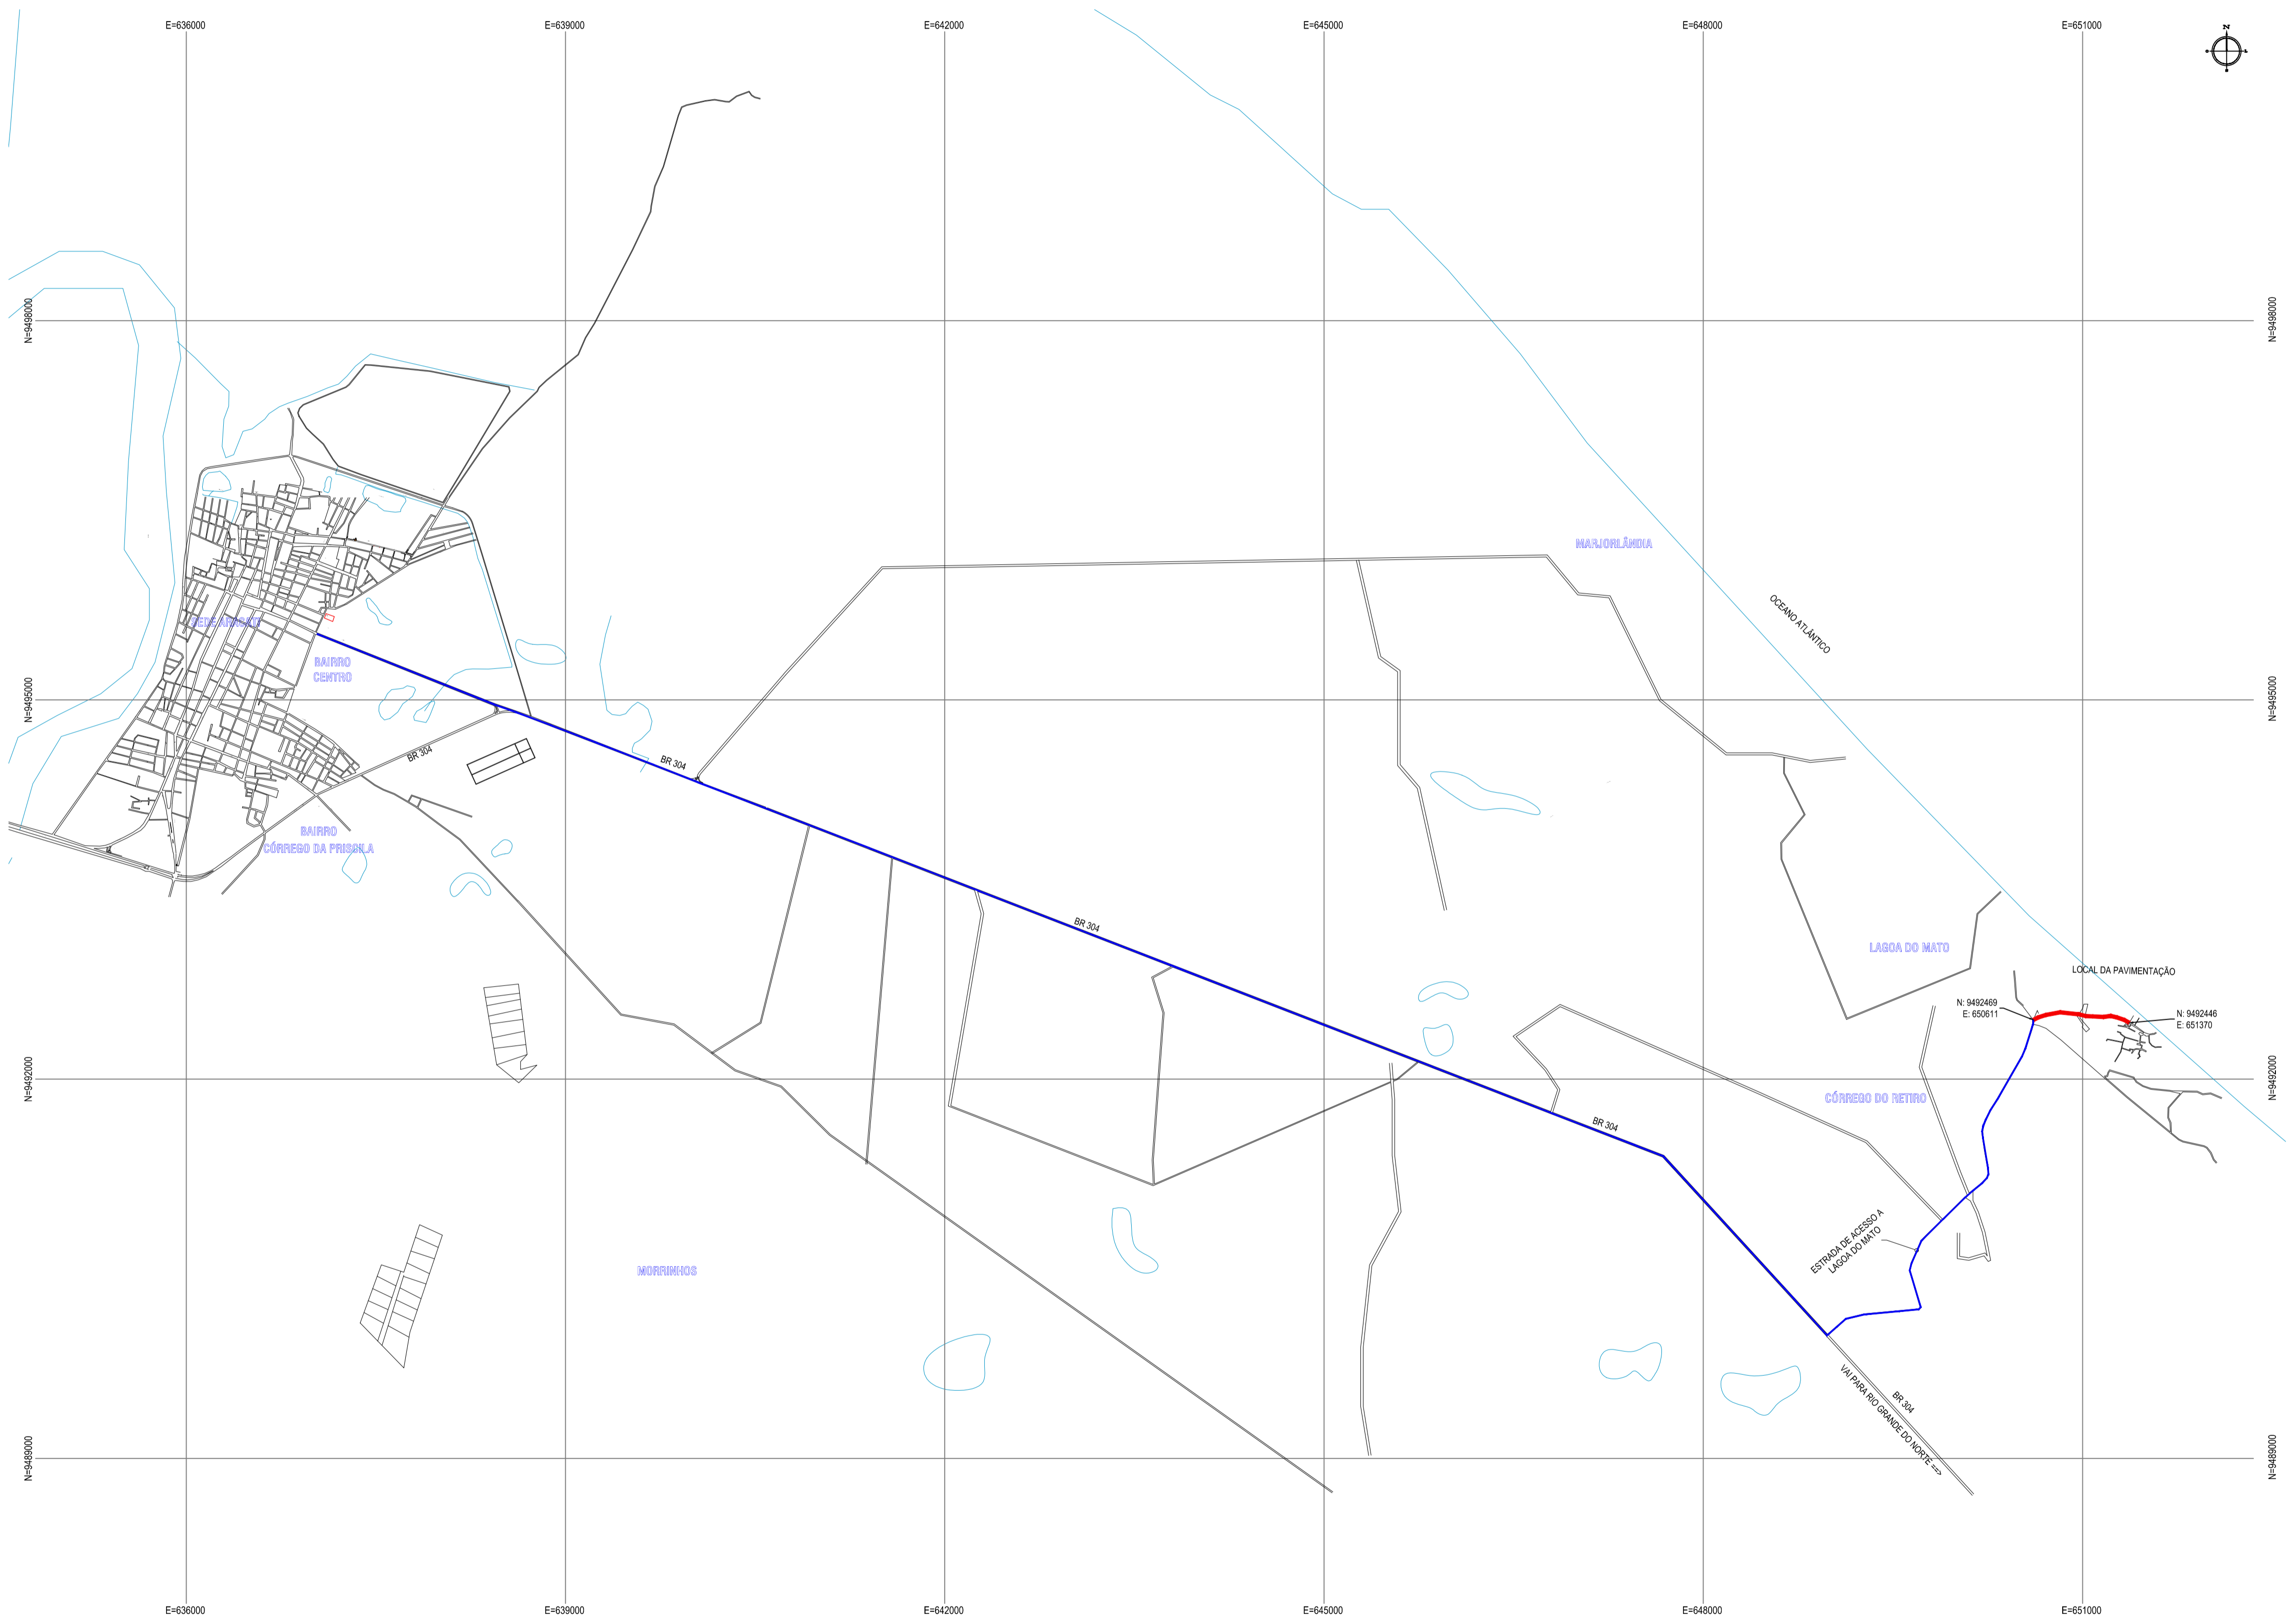 E=636000
E=639000
E=642000
E=645000
E=648000
E=651000
N
N=9498000
N=9498000
MARJORLÂNDIA
OCEANO ATLÂNTICO
SEDE ARACATI
BAIRRO
CENTRO
N=9495000
N=9495000
BR 304
BR 304
BAIRRO
CÓRREGO DA PRISCILA
BR 304
LAGOA DO MATO
LOCAL DA PAVIMENTAÇÃO
N: 9492469
E: 650611
N: 9492446
E: 651370
N=9492000
N=9492000
CÓRREGO DO RETIRO
BR 304
ESTRADA DE ACESSO A
LAGOA DO MATO
MORRINHOS
BR 304
VAI PARA RIO GRANDE DO NORTE ==>
N=9489000
N=9489000
E=636000
E=639000
E=642000
E=645000
E=648000
E=651000